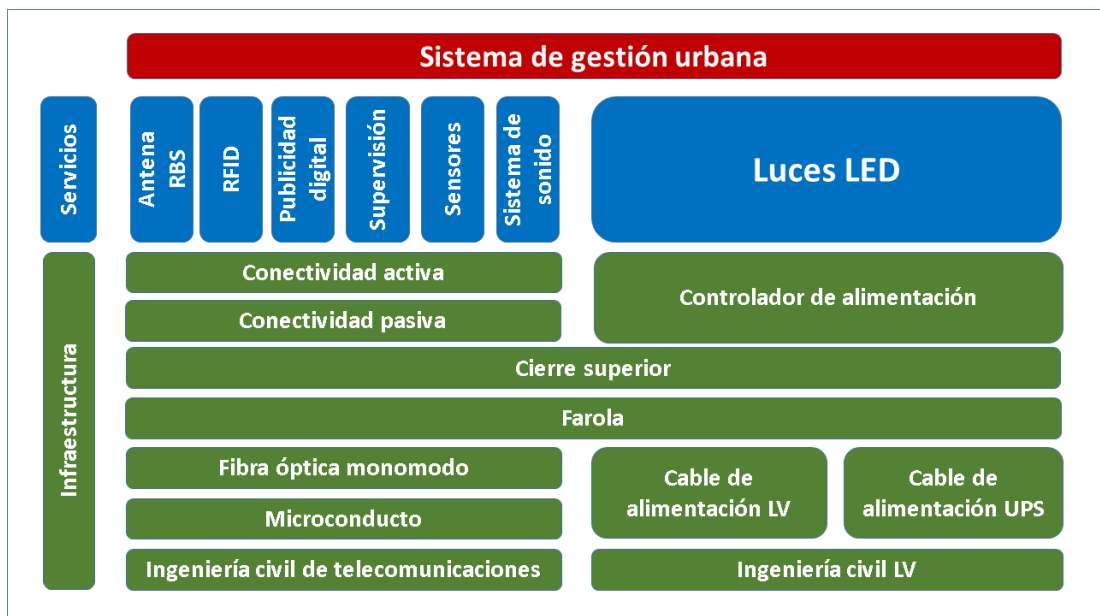 Sistema de gestión urbana
Servicios
Antena
RBS
RFID
Publicidad
digital
Supervisión
Sensores
Sistema de
sonido
Luces LED
Infraestructura
Conectividad activa
Conectividad pasiva
Controlador de alimentación
Cierre superior
Farola
Fibra óptica monomodo
Microconducto
Cable de
alimentación LV
Cable de
alimentación UPS
Ingeniería civil de telecomunicaciones
Ingeniería civil LV